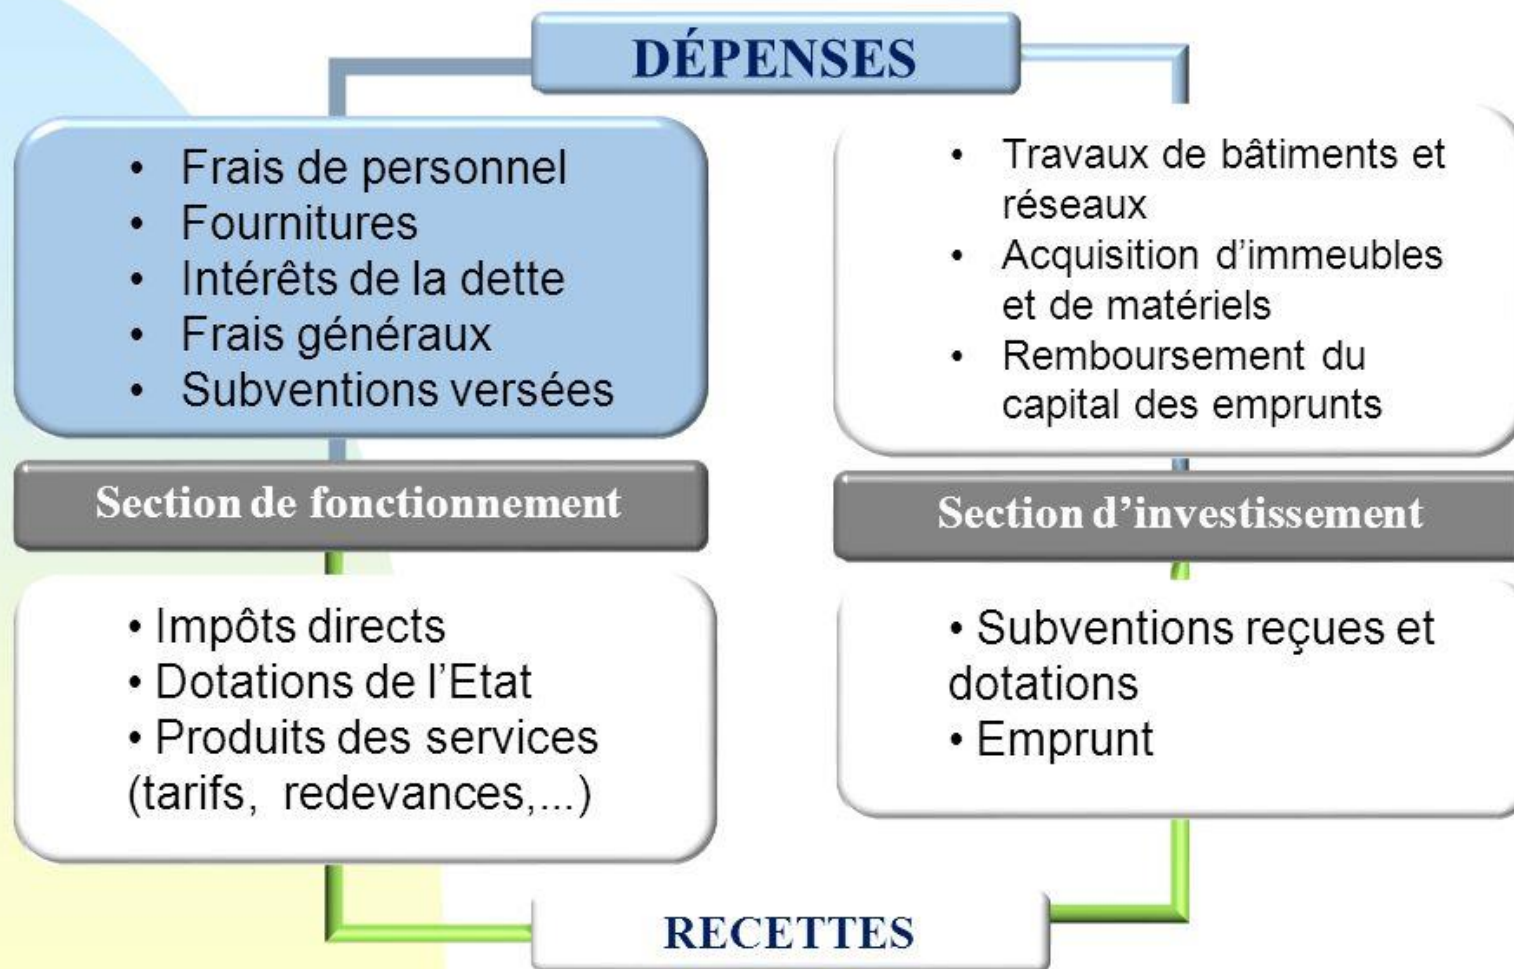 DÉPENSES
• Frais de personnel
• Fournitures
• Intérêts de la dette
• Frais généraux
• Subventions versées
• Travaux de bâtiments et
réseaux
• Acquisition d’immeubles
et de matériels
• Remboursement du
capital des emprunts
Section de fonctionnement
Section d’investissement
• Impôts directs
• Dotations de l’Etat
• Produits des services
(tarifs, redevances,...)
• Subventions reçues et
dotations
• Emprunt
RECETTES